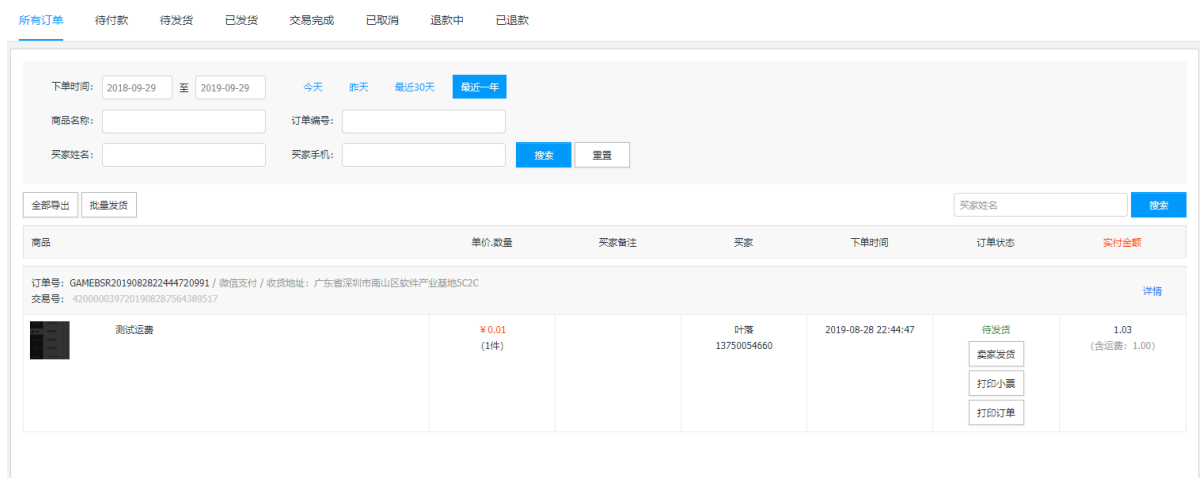 所有订单 待付款 待发货 已发货 交易完成 已取消 退款中 已退款
下单时间: 2018-09-29 至 2019-09-29 今天 昨天 最近30天 最近一年
商品名称: 订单编号:
买家姓名: 买家手机: 搜索 重置
全部导出 批量发货 买家姓名 搜索
商品 单价.数量 买家备注 买家 下单时间 订单状态 实付金额
订单号: GAMEBSR2019082822444720991 / 微信支付 / 收货地址: 广东省深圳市南山区软件产业基地5C2C
交易号: 4200000397201908287564389517 详情
测试运费 ¥0.01 叶落 2019-08-28 22:44:47 待发货 1.03
(1件) 13750054660 (含运费: 1.00)
卖家发货
打印小票
打印订单